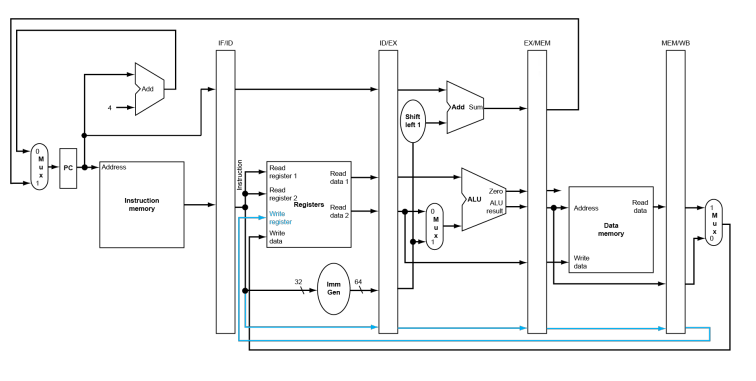 IF/ID
ID/EX
EX/MEM
MEM/WB
Add
4
0
M
u
x
1
PC
Address
Instruction
memory
Instruction
Read
register 1
Read
register 2
Write
register
Write
data
Registers
Read
data 1
Read
data 2
32
Imm
Gen
64
Shift
left 1
Add Sum
0
M
u
x
1
Zero
ALU
ALU
result
Address
Read
data
Data
memory
Write
data
1
M
u
x
0